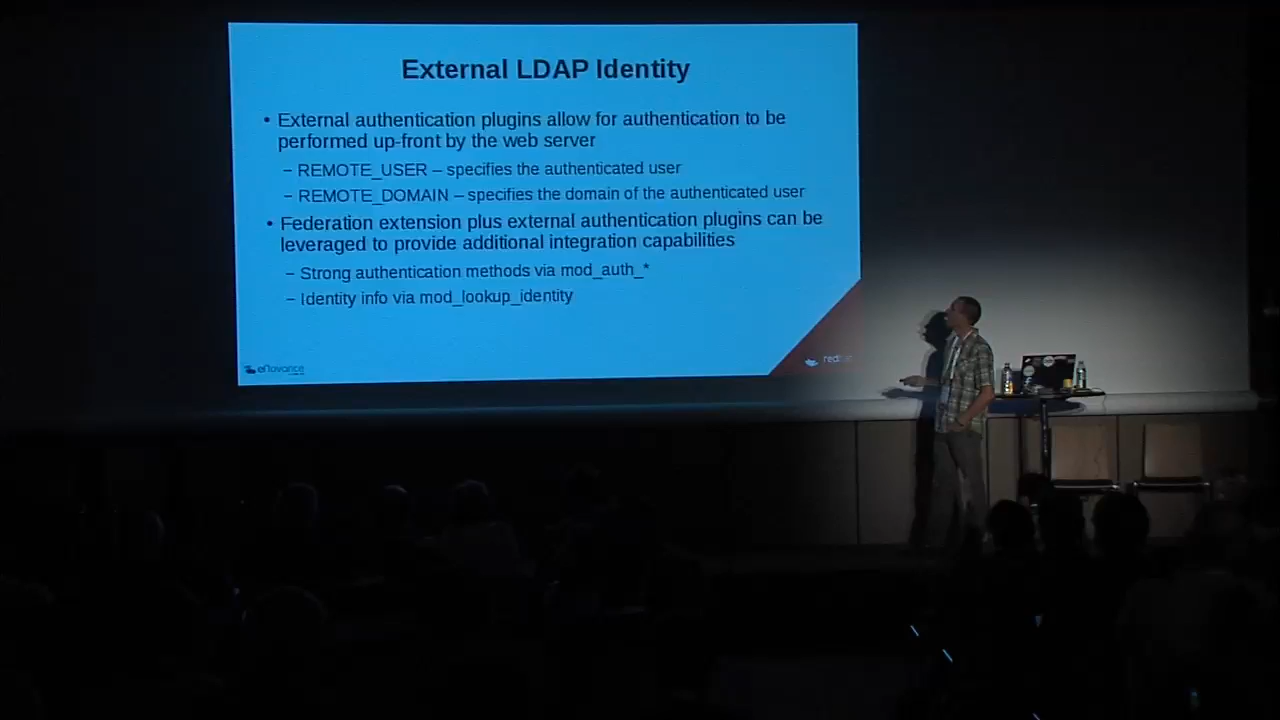 External LDAP Identity
• External authentication plugins allow for authentication to be
performed up-front by the web server
– REMOTE_USER – specifies the authenticated user
– REMOTE_DOMAIN – specifies the domain of the authenticated user
• Federation extension plus external authentication plugins can be
leveraged to provide additional integration capabilities
– Strong authentication methods via mod_auth_*
– Identity info via mod_lookup_identity
eNovance
redhat